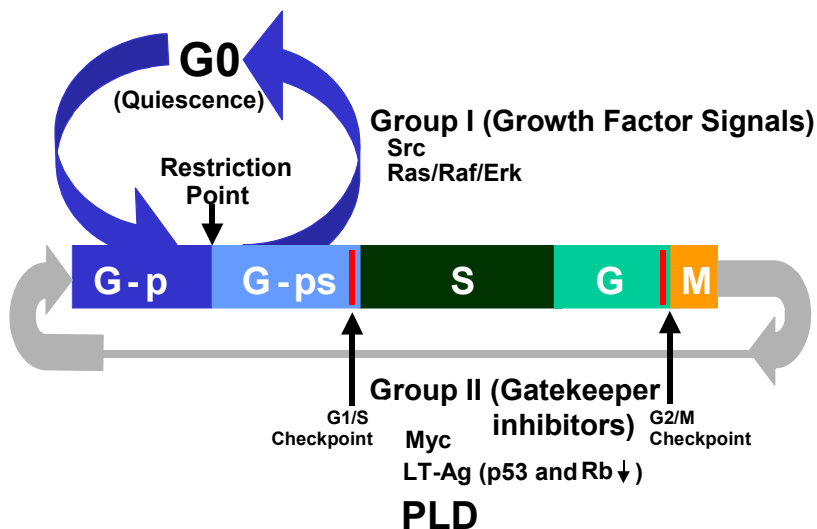 G0
(Quiescence)
Group I (Growth Factor Signals)
Src
Ras/Raf/Erk
Restriction
Point
G - p
G - ps
S
G
M
Group II (Gatekeeper
inhibitors)
G1/S
Checkpoint
G2/M
Checkpoint
Myc
LT-Ag (p53 and Rb ↓ )
PLD